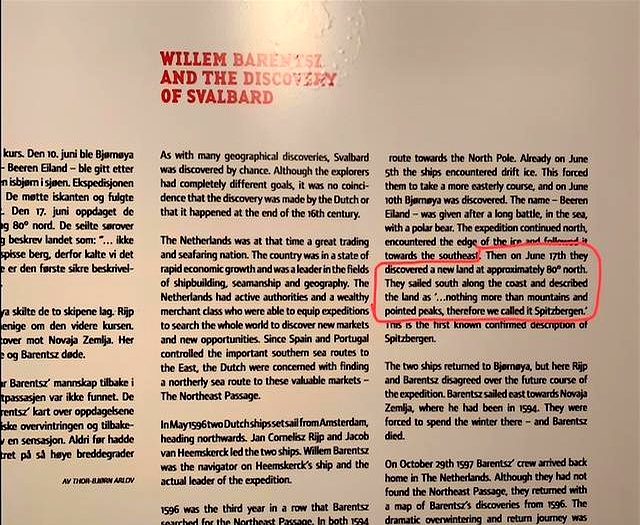 kurs. Den 10. juni ble Bjørnøya
- Beeren Eiland – ble gitt etter
n isbjørn i sjøen. Ekspedisjonen
De møtte iskanten og fulgte
. Den 17. juni oppdaget de
g 80º nord. De seilte sørover
g beskrev landet som: "... ikke
spisse berg, derfor kalte vi det
e er den første sikre beskrivel-
ya skilte de to skipene lag. Rijp
enige om den videre kursen.
over mot Novaja Zemlja. Her
e og Barentsz døde.
r Barentsz' mannskap tilbake i
tpassasjen var ikke funnet. De
rentsz' kart over oppdagelsene
iske overvintringen og tilbake-
v en sensasjon. Aldri før hadde
tret på så høye breddegrader
AV THOR-BJØRN ARLOV
WILLEM BARENTSZ
AND THE DISCOVERY
OF SVALBARD
As with many geographical discoveries, Svalbard
was discovered by chance. Although the explorers
had completely different goals, it was no coinci-
dence that the discovery was made by the Dutch or
that it happened at the end of the 16th century.
The Netherlands was at that time a great trading
and seafaring nation. The country was in a state of
rapid economic growth and was a leader in the fields
of shipbuilding, seamanship and geography. The
Netherlands had active authorities and a wealthy
merchant class who were able to equip expeditions
to search the whole world to discover new markets
and new opportunities. Since Spain and Portugal
controlled the important southern sea routes to
the East, the Dutch were concerned with finding
a northerly sea route to these valuable markets –
The Northeast Passage.
In May 1596 two Dutch ships set sail from Amsterdam,
heading northwards. Jan Cornelisz Rijp and Jacob
van Heemskerck led the two ships. Willem Barentsz
was the navigator on Heemskerck's ship and the
actual leader of the expedition.
1596 was the third year in a row that Barentsz
searched for the Northeast Passage. In both 1594
route towards the North Pole. Already on June
5th the ships encountered drift ice. This forced
them to take a more easterly course, and on June
10th Bjørnøya was discovered. The name – Beeren
Eiland – was given after a long battle, in the sea,
with a polar bear. The expedition continued north,
encountered the edge of the ice and followed it
towards the southeast. Then on June 17th they
discovered a new land at approximately 80º north.
They sailed south along the coast and described
the land as '...nothing more than mountains and
pointed peaks, therefore we called it Spitzbergen.'
This is the first known confirmed description of
Spitzbergen.
The two ships returned to Bjørnøya, but here Rijp
and Barentsz disagreed over the future course of
the expedition. Barentsz sailed east towards Novaja
Zemlja, where he had been in 1594. They were
forced to spend the winter there – and Barentsz
died.
On October 29th 1597 Barentsz' crew arrived back
home in The Netherlands. Although they had not
found the Northeast Passage, they returned with
a map of Barentsz's discoveries from 1596. The
dramatic overwintering and return journey was